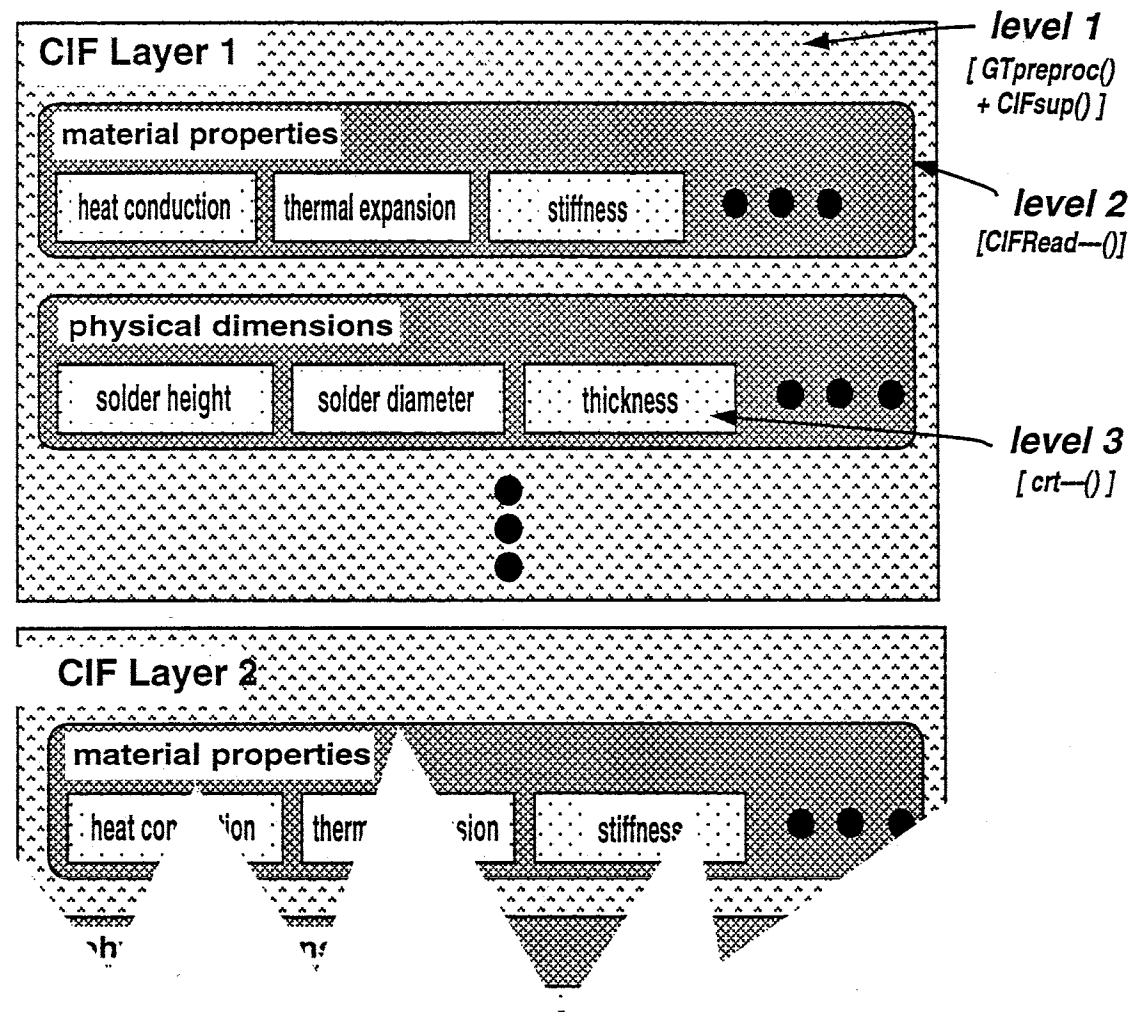 CIF Layer 1
level 1
[ GTpreproc()
+ CIFsup() ]
material properties
heat conduction
thermal expansion
stiffness
level 2
[CIFRead---()]
physical dimensions
solder height
solder diameter
thickness
level 3
[ crt---() ]
CIF Layer 2
material properties
heat
stiffness